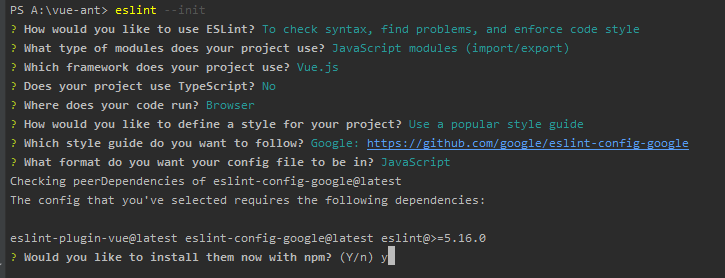 PS A:\vue-ant> eslint --init
? How would you like to use ESLint? To check syntax, find problems, and enforce code style
? What type of modules does your project use? JavaScript modules (import/export)
? Which framework does your project use? Vue.js
? Does your project use TypeScript? No
? Where does your code run? Browser
? How would you like to define a style for your project? Use a popular style guide
? Which style guide do you want to follow? Google: https://github.com/google/eslint-config-google
? What format do you want your config file to be in? JavaScript
Checking peerDependencies of eslint-config-google@latest
The config that you've selected requires the following dependencies:
eslint-plugin-vue@latest eslint-config-google@latest eslint@>=5.16.0
? Would you like to install them now with npm? (Y/n) y